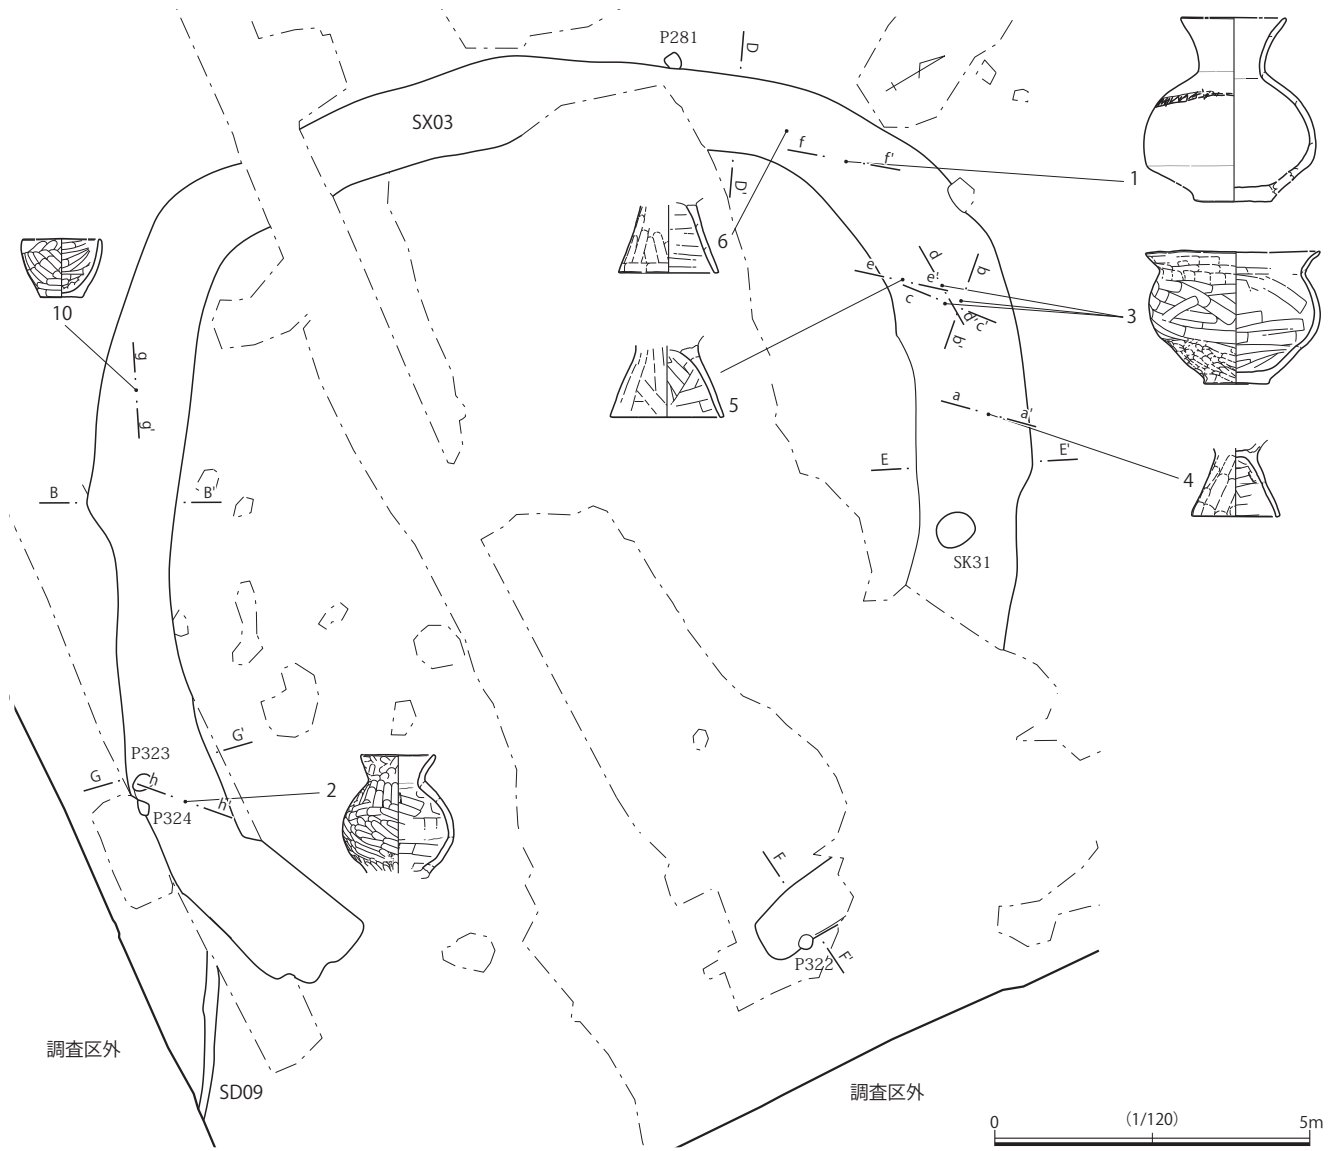 P281
D
SX03
f
f'
1
D'
6
d
b
e
e'
10
c
3
d'
c'
b'
g
5
a
a'
g'
E
E'
4
B
B'
SK31
G'
P323
G
h
2
h'
P324
F
P322
F'
調査区外
SD09
調査区外
(1/120)
0
5m